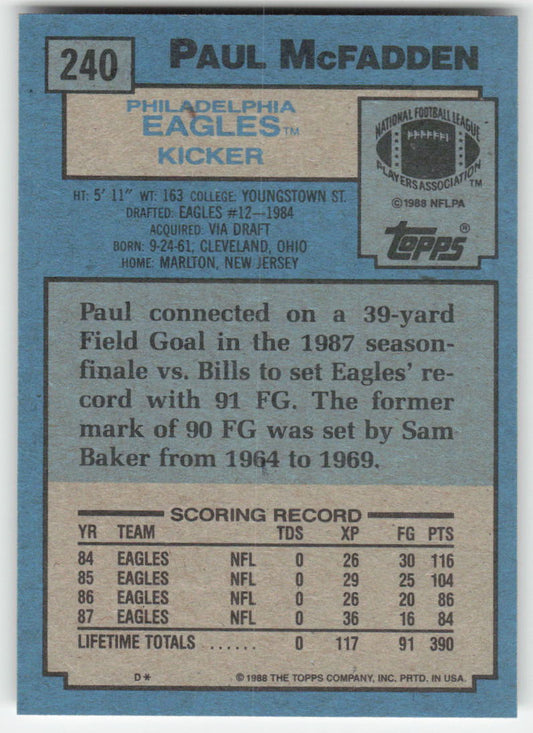 240
PAUL McFADDEN
PHILADELPHIA
EAGLES™
KICKER
NATIONAL FOOTBALL LEAGUE
PLAYERS ASSOCIATION™
©1988 NFLPA
topps®
HT: 5' 11" WT: 163 COLLEGE: YOUNGSTOWN ST.
DRAFTED: EAGLES #12—1984
ACQUIRED: VIA DRAFT
BORN: 9-24-61, CLEVELAND, OHIO
HOME: MARLTON, NEW JERSEY
Paul connected on a 39-yard
Field Goal in the 1987 season-
finale vs. Bills to set Eagles' re-
cord with 91 FG. The former
mark of 90 FG was set by Sam
Baker from 1964 to 1969.
SCORING RECORD
YR TEAM TDS XP FG PTS
84 EAGLES NFL 0 26 30 116
85 EAGLES NFL 0 29 25 104
86 EAGLES NFL 0 26 20 86
87 EAGLES NFL 0 36 16 84
LIFETIME TOTALS ...... 0 117 91 390
D* ©1988 THE TOPPS COMPANY, INC. PRTD. IN USA.